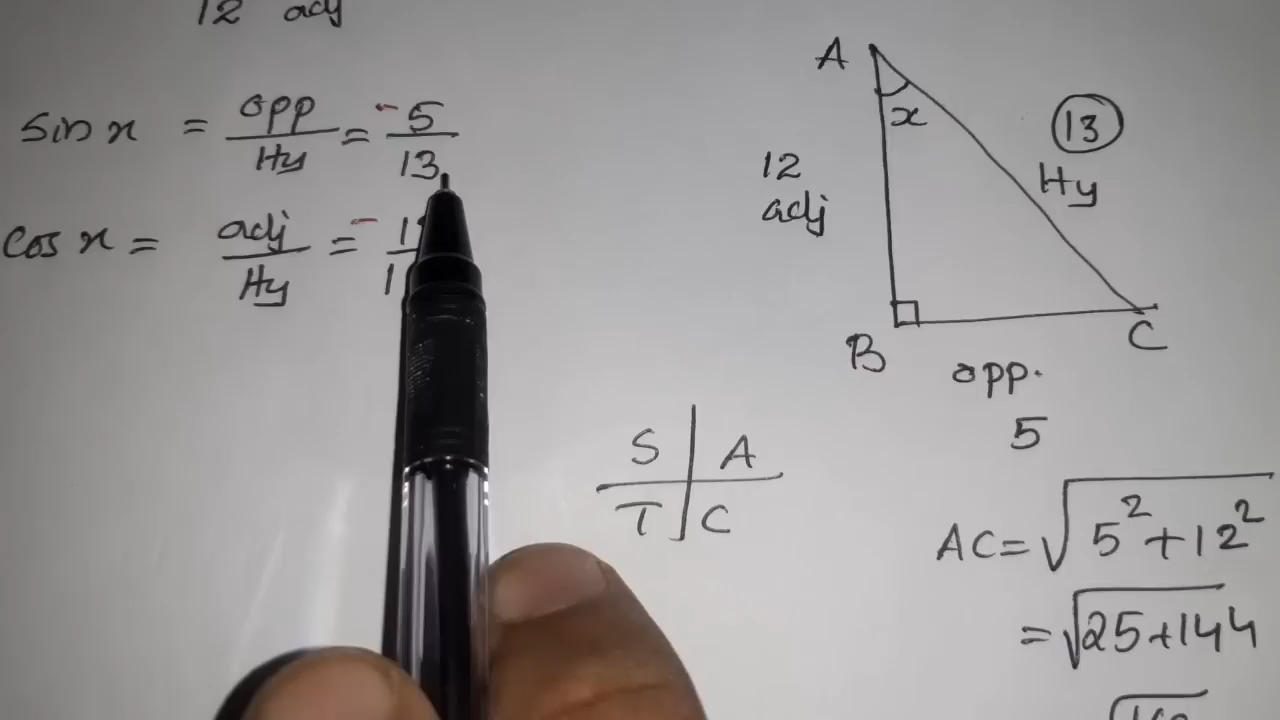 12 adj
sin x = opp/Hy = -5/13
cos x = adj/Hy = -
A
x
13
Hy
12
adj
B
C
opp.
5
S A
T C
AC = √5² + 12²
= √25 + 144